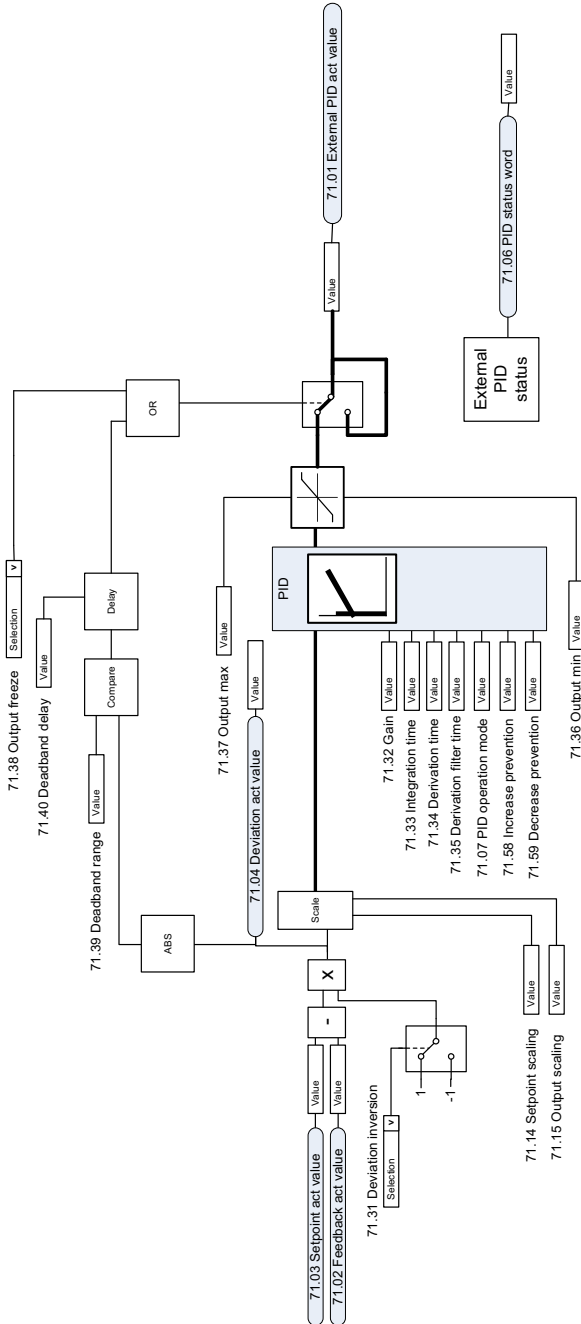 71.38 Output freeze
Selection
v
71.40 Deadband delay
Value
71.39 Deadband range
Value
Compare
Delay
OR
ABS
71.04 Deviation act value
Value
71.37 Output max
Value
71.03 Setpoint act value
Value
71.02 Feedback act value
Value
-
X
Scale
PID
Value
71.01 External PID act value
71.31 Deviation inversion
Selection
v
1
-1
71.14 Setpoint scaling
Value
71.15 Output scaling
Value
71.32 Gain
Value
71.33 Integration time
Value
71.34 Derivation time
Value
71.35 Derivation filter time
Value
71.07 PID operation mode
Value
71.58 Increase prevention
Value
71.59 Decrease prevention
Value
71.36 Output min
Value
External
PID
status
71.06 PID status word
Value